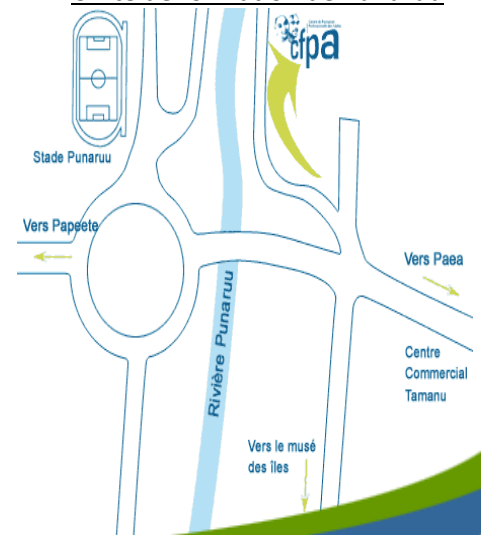 cfpa
Stade Punaruu
Vers Papeete
Vers Paea
Rivière Punaruu
Centre
Commercial
Tamanu
Vers le musé
des îles